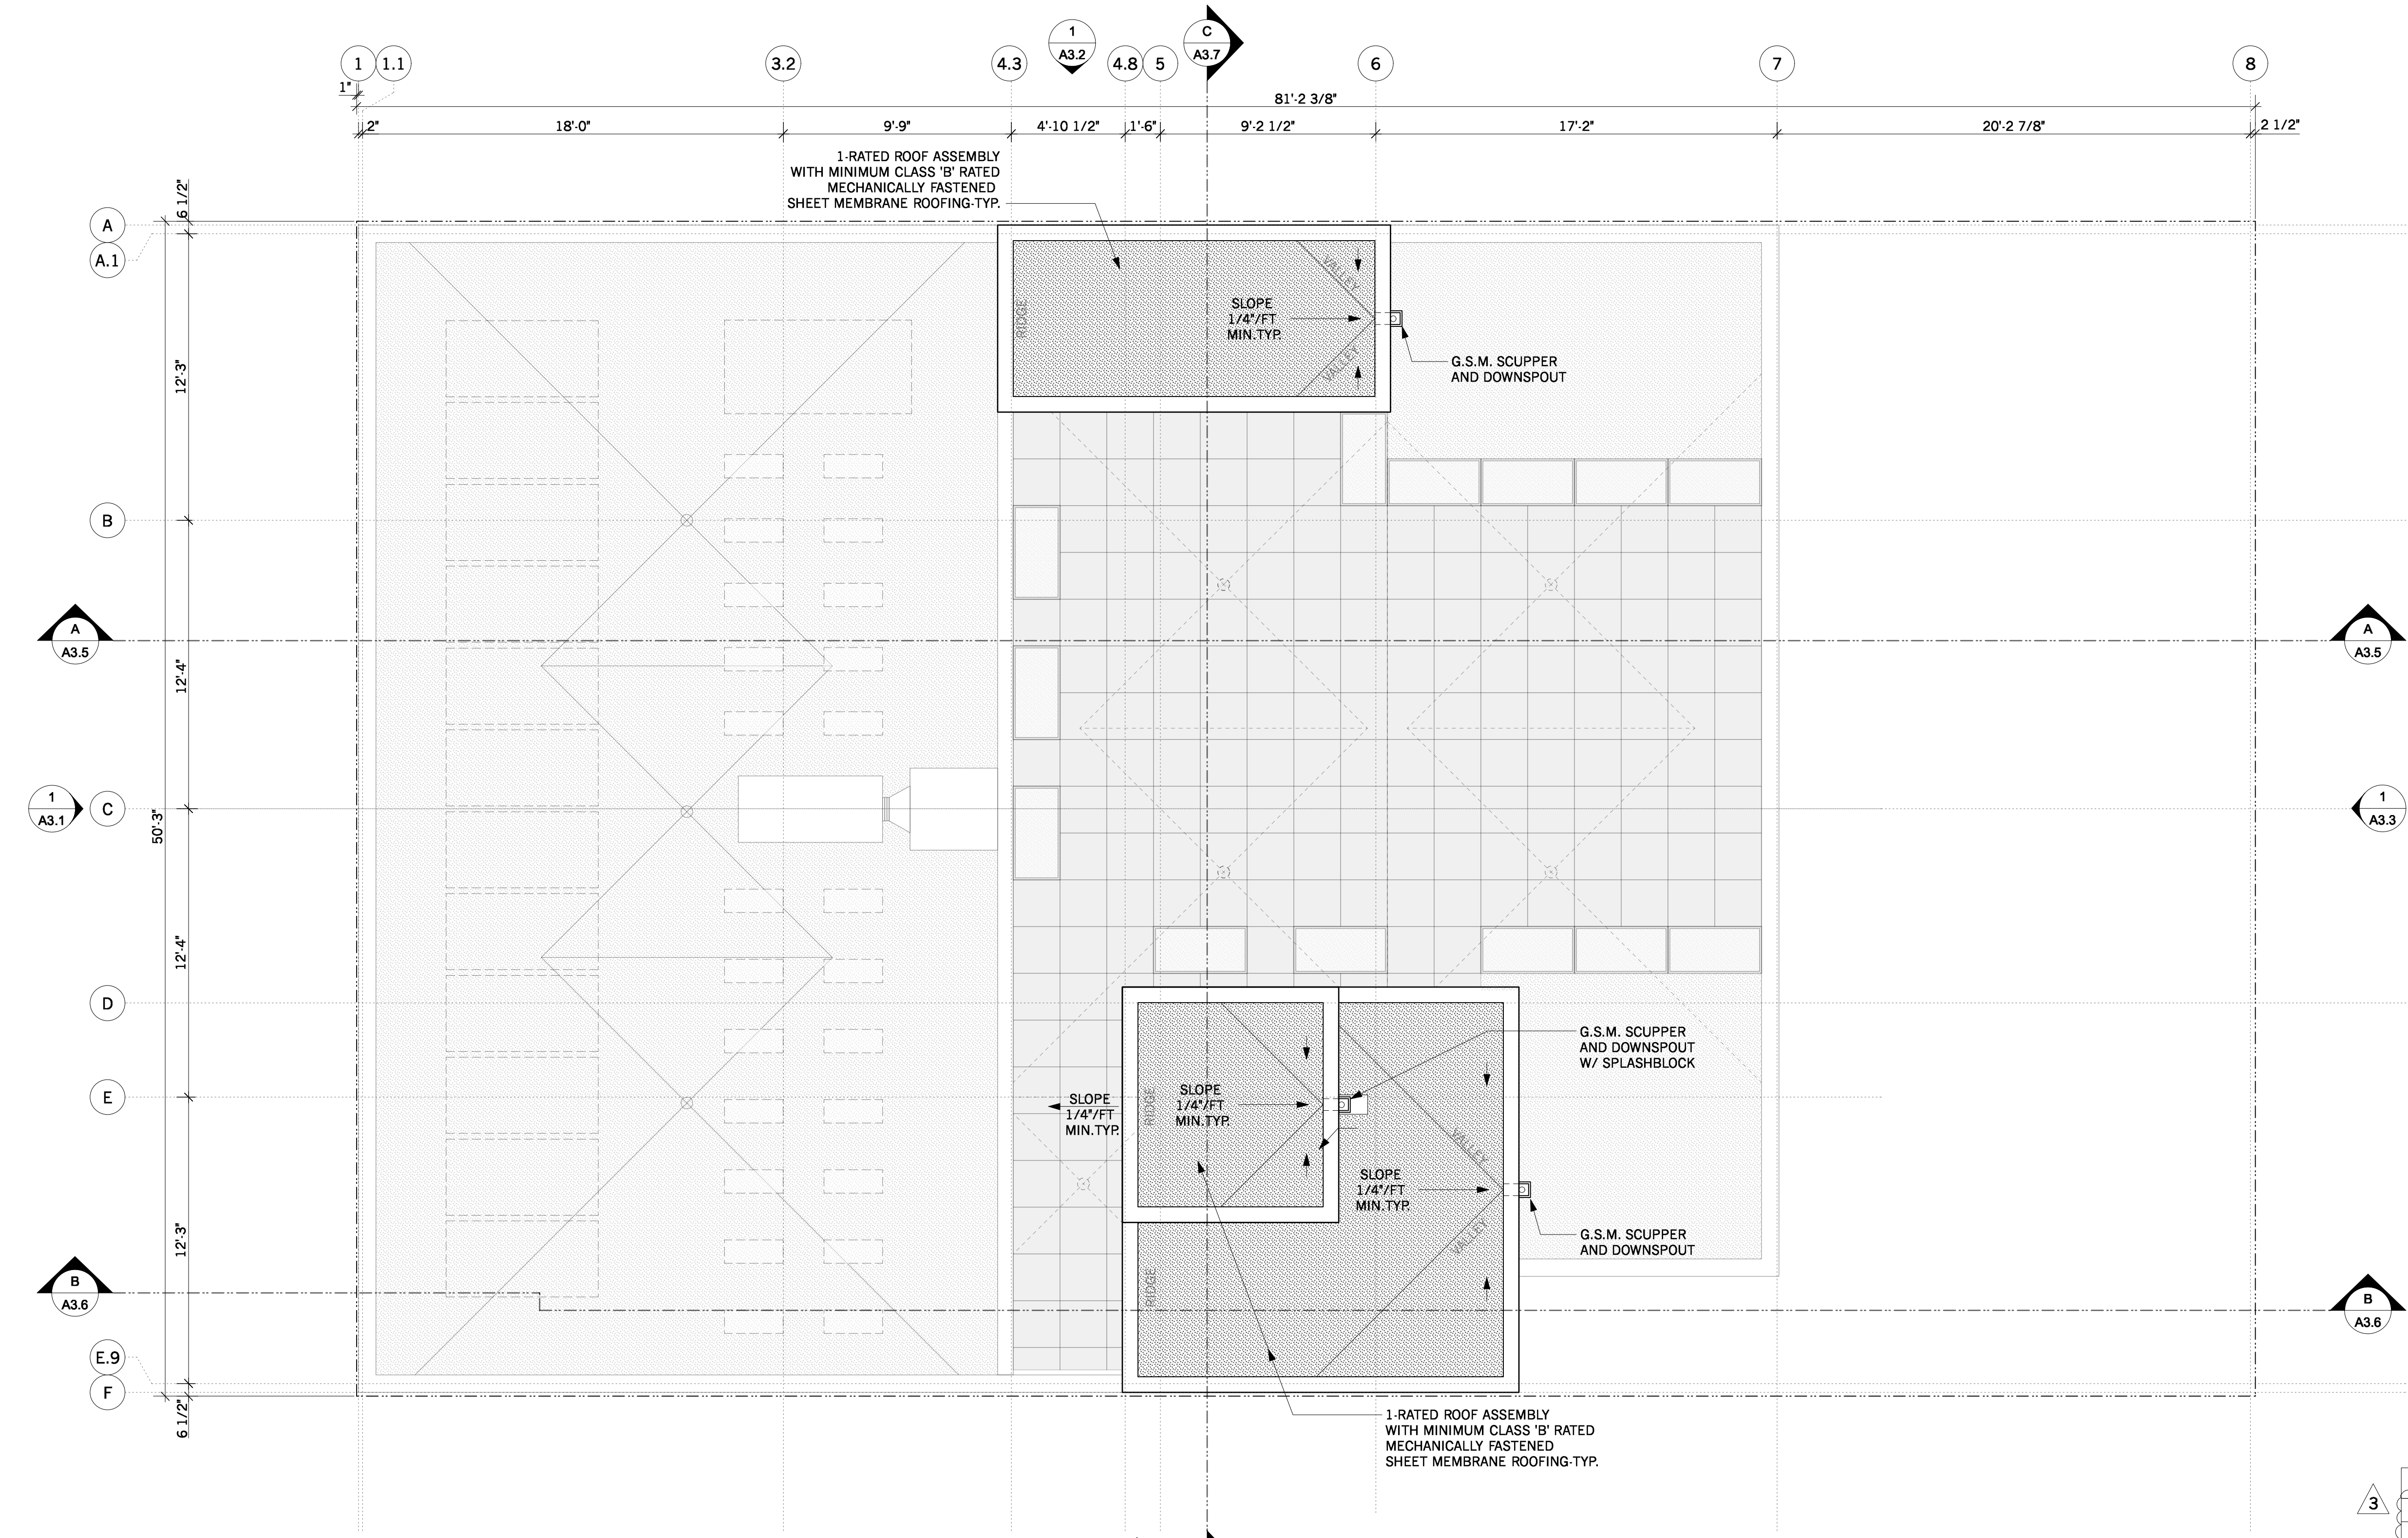 1
A3.2
C
A3.7
1
1.1
3.2
4.3
4.8
5
6
7
8
1"
81'-2 3/8"
2"
18'-0"
9'-9"
4'-10 1/2"
1'-6"
9'-2 1/2"
17'-2"
20'-2 7/8"
2 1/2"
1-RATED ROOF ASSEMBLY
WITH MINIMUM CLASS 'B' RATED
MECHANICALLY FASTENED
SHEET MEMBRANE ROOFING-TYP.
6 1/2"
A
A.1
VALLEY
RIDGE
SLOPE
1/4"/FT
MIN.TYP.
VALLEY
G.S.M. SCUPPER
AND DOWNSPOUT
12'-3"
B
A
A3.5
A
A3.5
12'-4"
1
A3.1
C
50'-3"
1
A3.3
12'-4"
D
G.S.M. SCUPPER
AND DOWNSPOUT
W/ SPLASHBLOCK
E
SLOPE
1/4"/FT
MIN.TYP.
RIDGE
SLOPE
1/4"/FT
MIN.TYP.
VALLEY
SLOPE
1/4"/FT
MIN.TYP.
VALLEY
G.S.M. SCUPPER
AND DOWNSPOUT
12'-3"
RIDGE
B
A3.6
B
A3.6
E.9
F
6 1/2"
1-RATED ROOF ASSEMBLY
WITH MINIMUM CLASS 'B' RATED
MECHANICALLY FASTENED
SHEET MEMBRANE ROOFING-TYP.
3